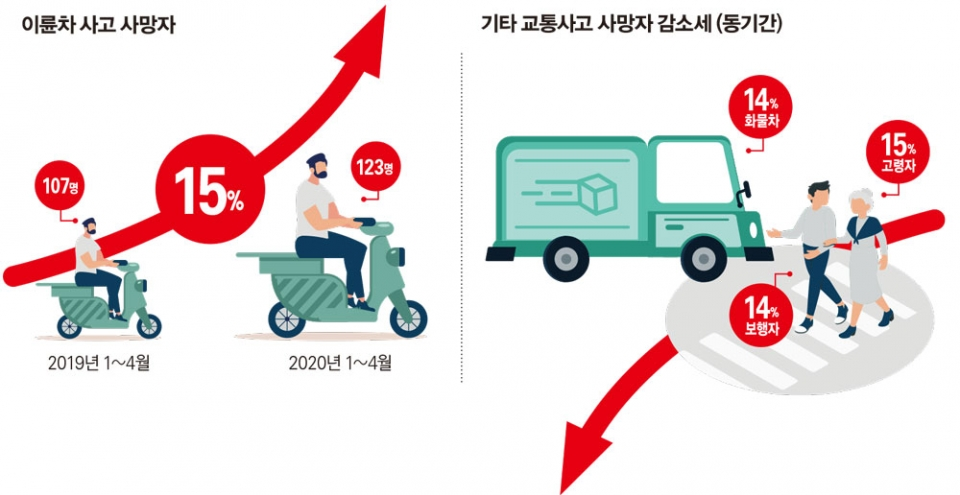 이륜차 사고 사망자
107명
15%
123명
2019년 1~4월
2020년 1~4월
기타 교통사고 사망자 감소세 (동기간)
14%
화물차
15%
고령자
14%
보행자